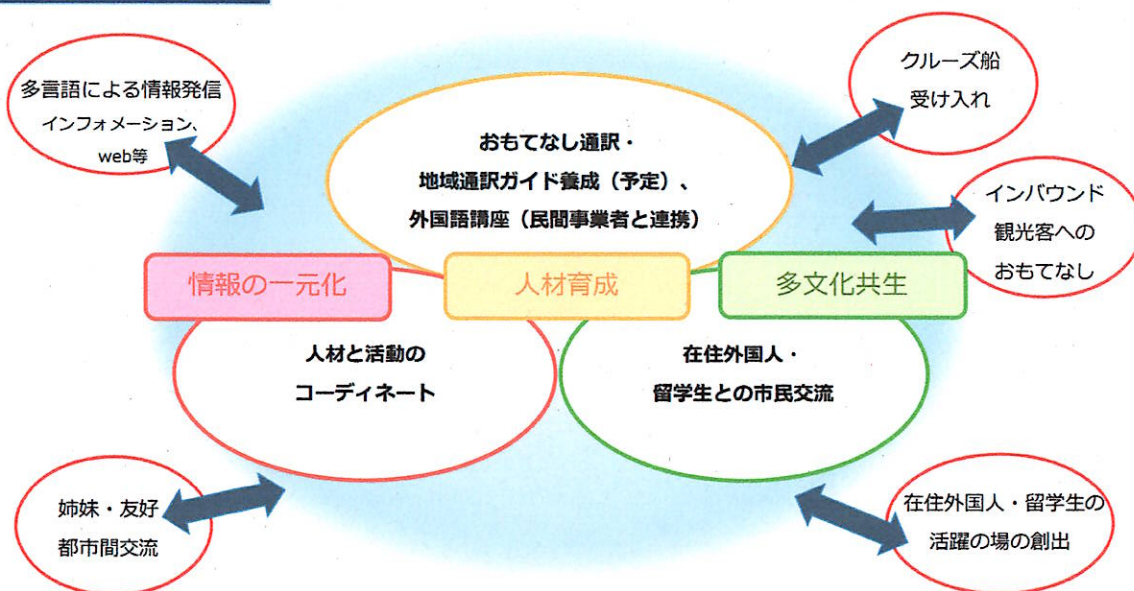 多言語による情報発信
インフォメーション、
web等
クルーズ船
受け入れ
おもてなし通訳・
地域通訳ガイド養成（予定）、
外国語講座（民間事業者と連携）
インバウンド
観光客への
おもてなし
情報の一元化
人材育成
多文化共生
人材と活動の
コーディネート
在住外国人・
留学生との市民交流
姉妹・友好
都市間交流
在住外国人・留学生の
活躍の場の創出